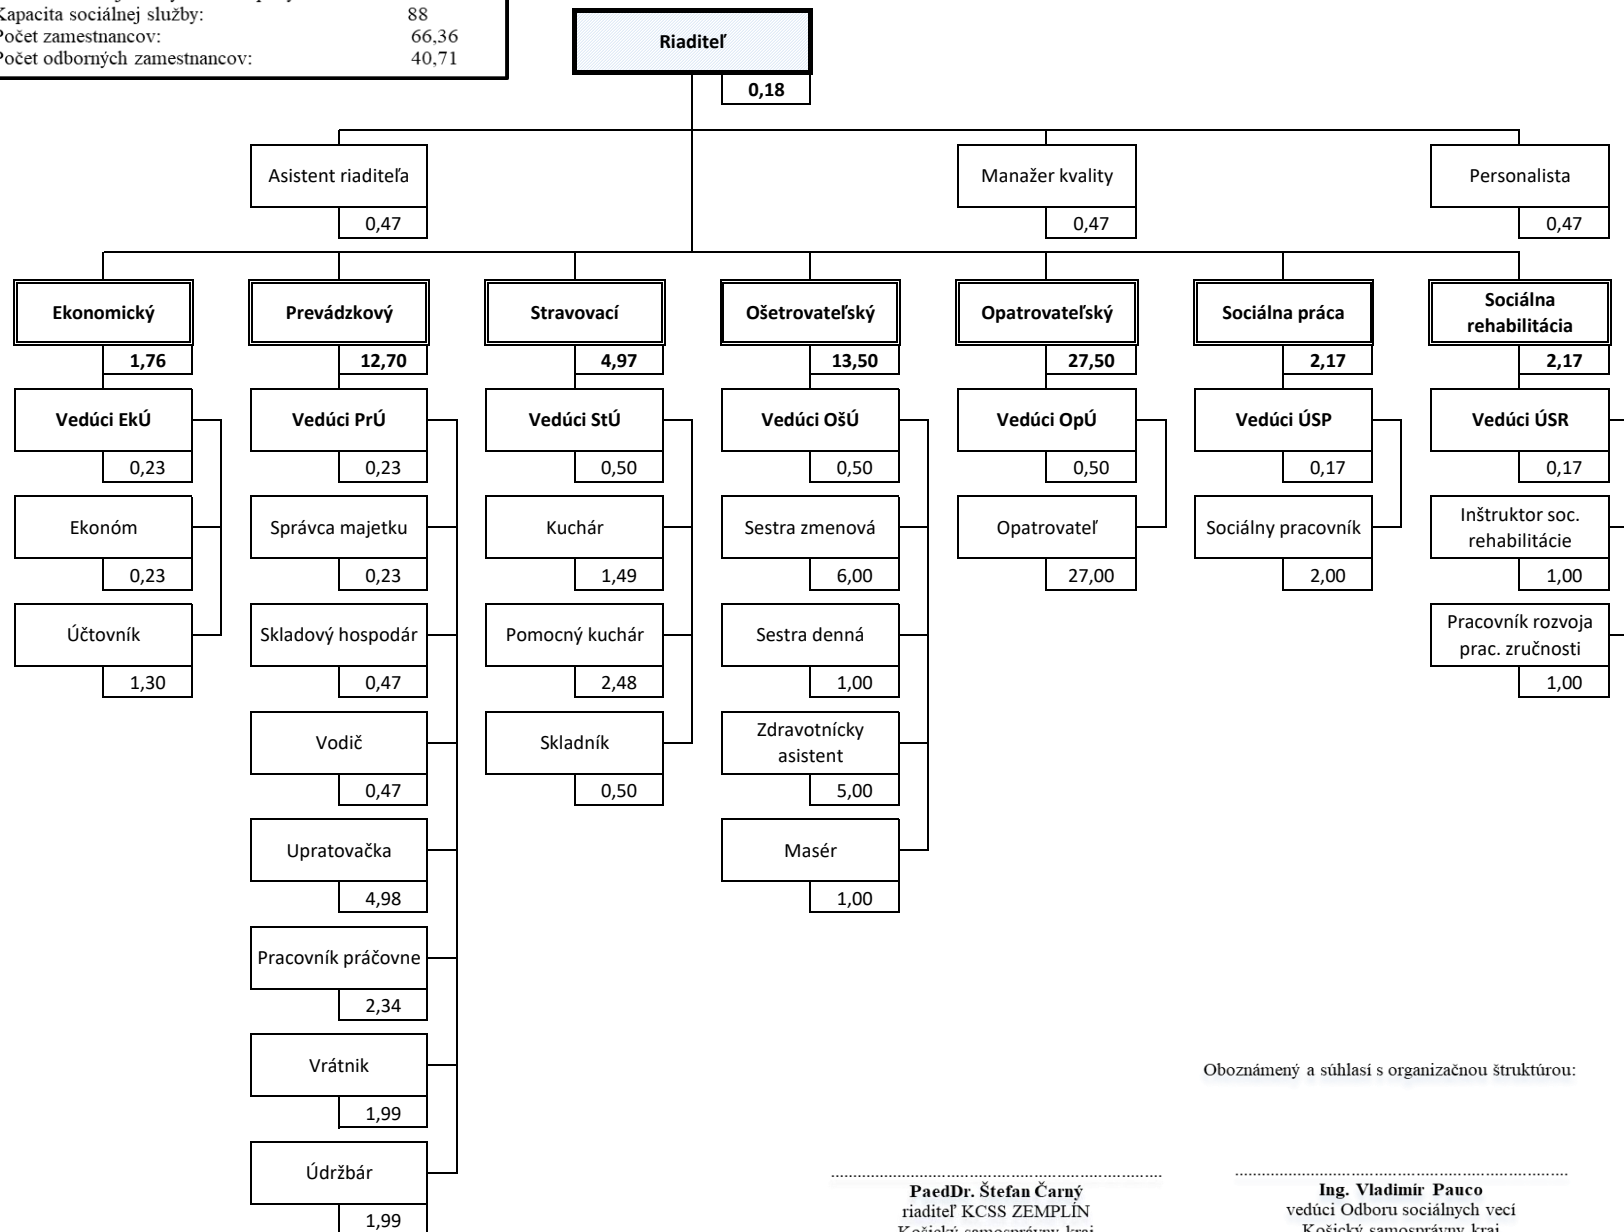 Kapacita sociálnej služby: 88
Počet zamestnancov: 66,36
Počet odborných zamestnancov: 40,71
Riaditeľ
0,18
Asistent riaditeľa
0,47
Manažer kvality
0,47
Personalista
0,47
Ekonomický
1,76
Vedúci EkÚ
0,23
Ekonóm
0,23
Účtovník
1,30
Prevádzkový
12,70
Vedúci PrÚ
0,23
Správca majetku
0,23
Skladový hospodár
0,47
Vodič
0,47
Upratovačka
4,98
Pracovník práčovne
2,34
Vrátnik
1,99
Údržbár
1,99
Stravovací
4,97
Vedúci StÚ
0,50
Kuchár
1,49
Pomocný kuchár
2,48
Skladník
0,50
Ošetrovateľský
13,50
Vedúci OšÚ
0,50
Sestra zmenová
6,00
Sestra denná
1,00
Zdravotnícky
asistent
5,00
Masér
1,00
Opatrovateľský
27,50
Vedúci OpÚ
0,50
Opatrovateľ
27,00
Sociálna práca
2,17
Vedúci ÚSP
0,17
Sociálny pracovník
2,00
Sociálna
rehabilitácia
2,17
Vedúci ÚSR
0,17
Inštruktor soc.
rehabilitácie
1,00
Pracovník rozvoja
prac. zručnosti
1,00
Oboznámený a súhlasí s organizačnou štruktúrou:
PaedDr. Štefan Čarný
riaditeľ KCSS ZEMPLÍN
Košický samosprávny kraj
Ing. Vladimír Pauco
vedúci Odboru sociálnych vecí
Košický samosprávny kraj